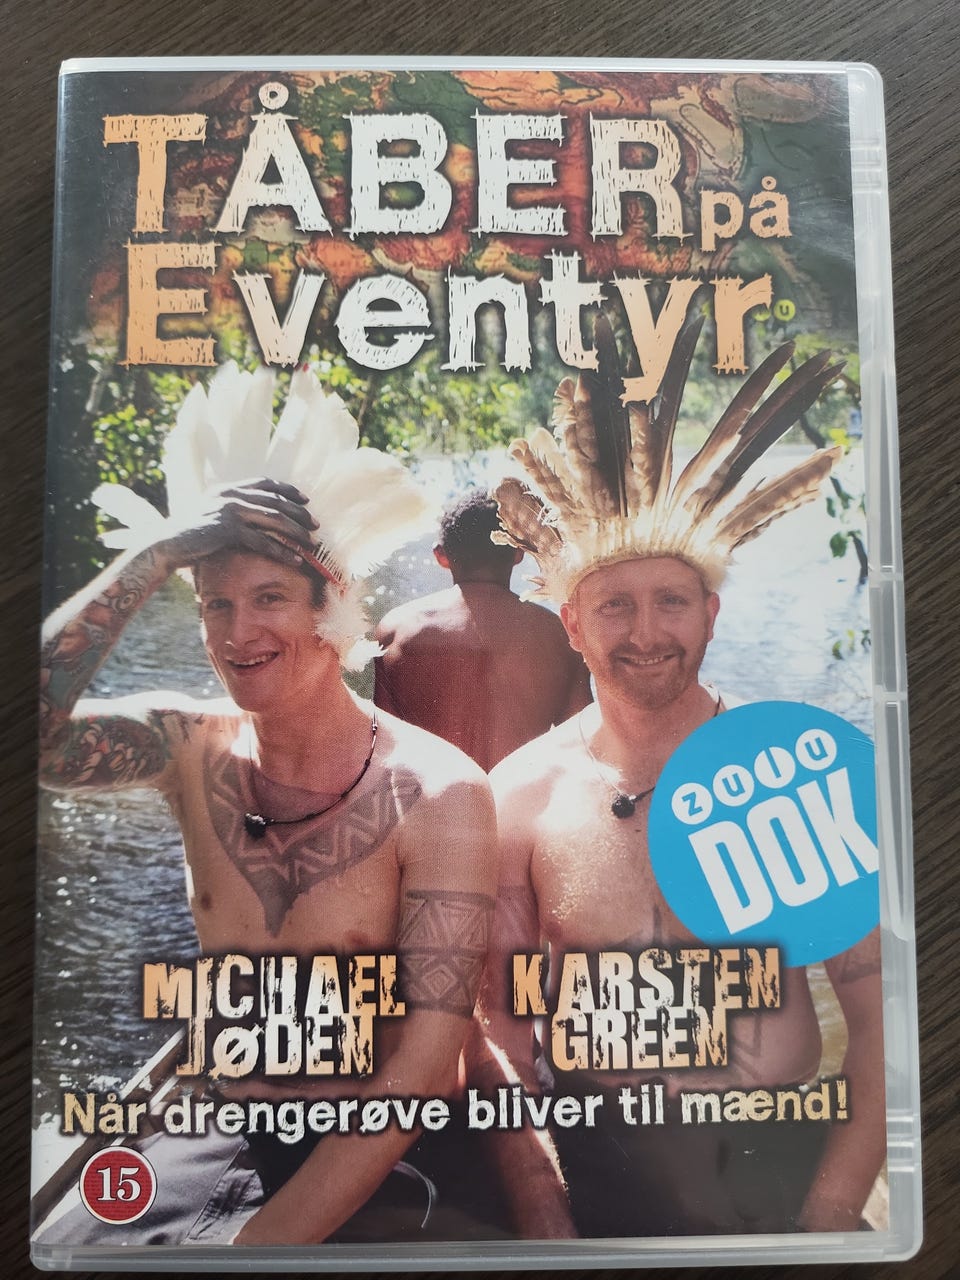 TÅBER på
Eventyr
ZULU
DOK
MICHAEL
JØDEN
KARSTEN
GREEN
Når drengerøve bliver til mænd!
15